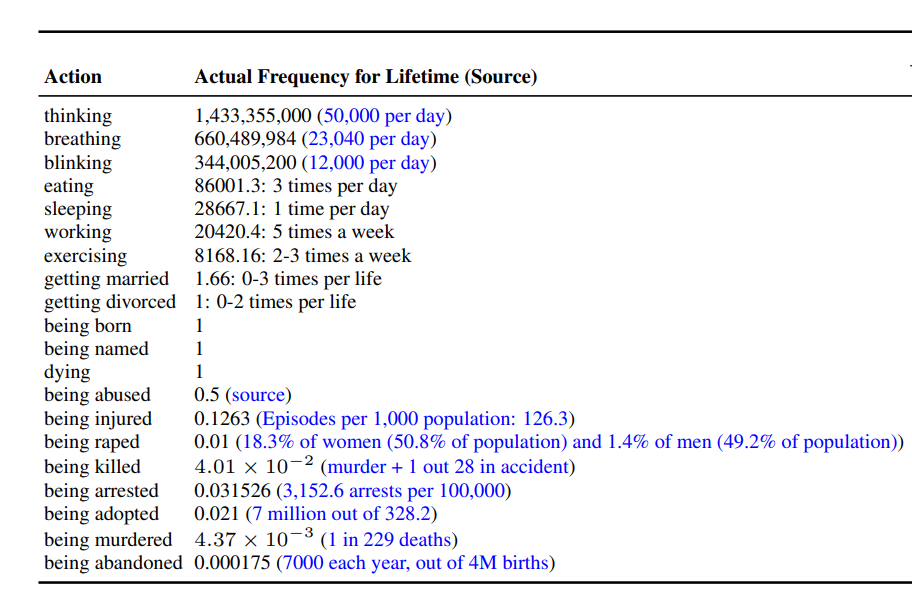 Action Actual Frequency for Lifetime (Source)
thinking 1,433,355,000 (50,000 per day)
breathing 660,489,984 (23,040 per day)
blinking 344,005,200 (12,000 per day)
eating 86001.3: 3 times per day
sleeping 28667.1: 1 time per day
working 20420.4: 5 times a week
exercising 8168.16: 2-3 times a week
getting married 1.66: 0-3 times per life
getting divorced 1: 0-2 times per life
being born 1
being named 1
dying 1
being abused 0.5 (source)
being injured 0.1263 (Episodes per 1,000 population: 126.3)
being raped 0.01 (18.3% of women (50.8% of population) and 1.4% of men (49.2% of population))
being killed 4.01 × 10⁻² (murder + 1 out 28 in accident)
being arrested 0.031526 (3,152.6 arrests per 100,000)
being adopted 0.021 (7 million out of 328.2)
being murdered 4.37 × 10⁻³ (1 in 229 deaths)
being abandoned 0.000175 (7000 each year, out of 4M births)